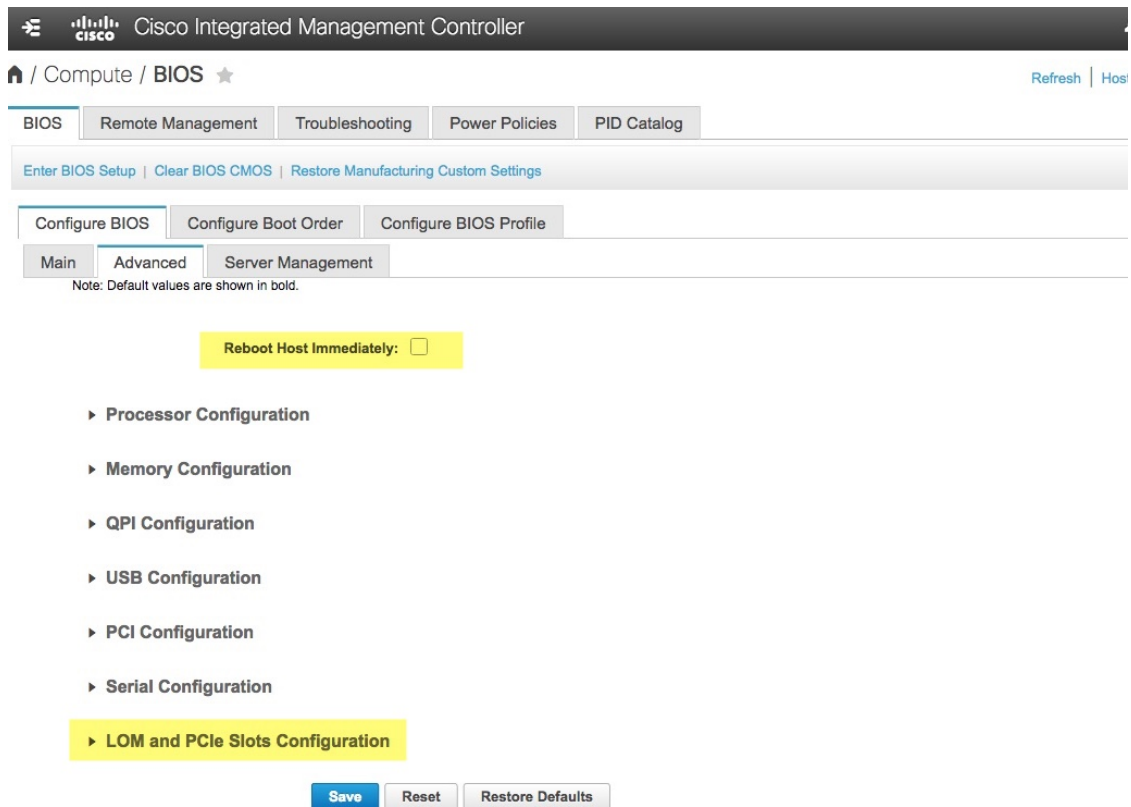 cisco Cisco Integrated Management Controller
/ Compute / BIOS
Refresh | Host
BIOS Remote Management Troubleshooting Power Policies PID Catalog
Enter BIOS Setup | Clear BIOS CMOS | Restore Manufacturing Custom Settings
Configure BIOS Configure Boot Order Configure BIOS Profile
Main Advanced Server Management
Note: Default values are shown in bold.
Reboot Host Immediately:
Processor Configuration
Memory Configuration
QPI Configuration
USB Configuration
PCI Configuration
Serial Configuration
LOM and PCIe Slots Configuration
Save Reset Restore Defaults